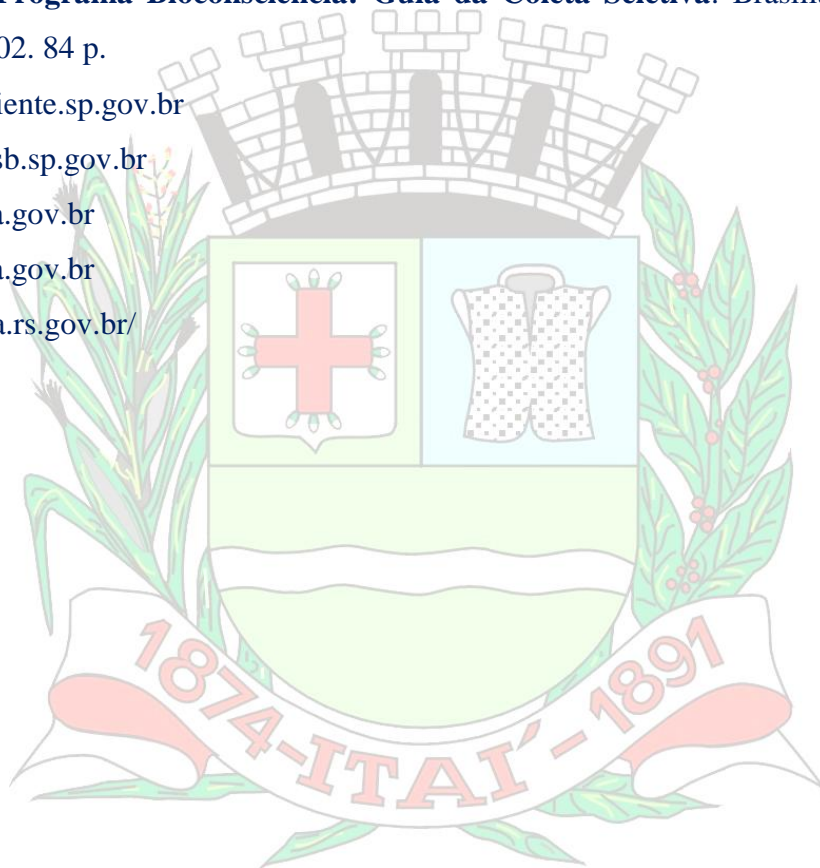 Programa Bioconsciência: Guia da Coleta Seletiva. Brasília
02. 84 p.
iente.sp.gov.br
sb.sp.gov.br
a.gov.br
a.gov.br
a.rs.gov.br/
1874-ITAÍ-1891